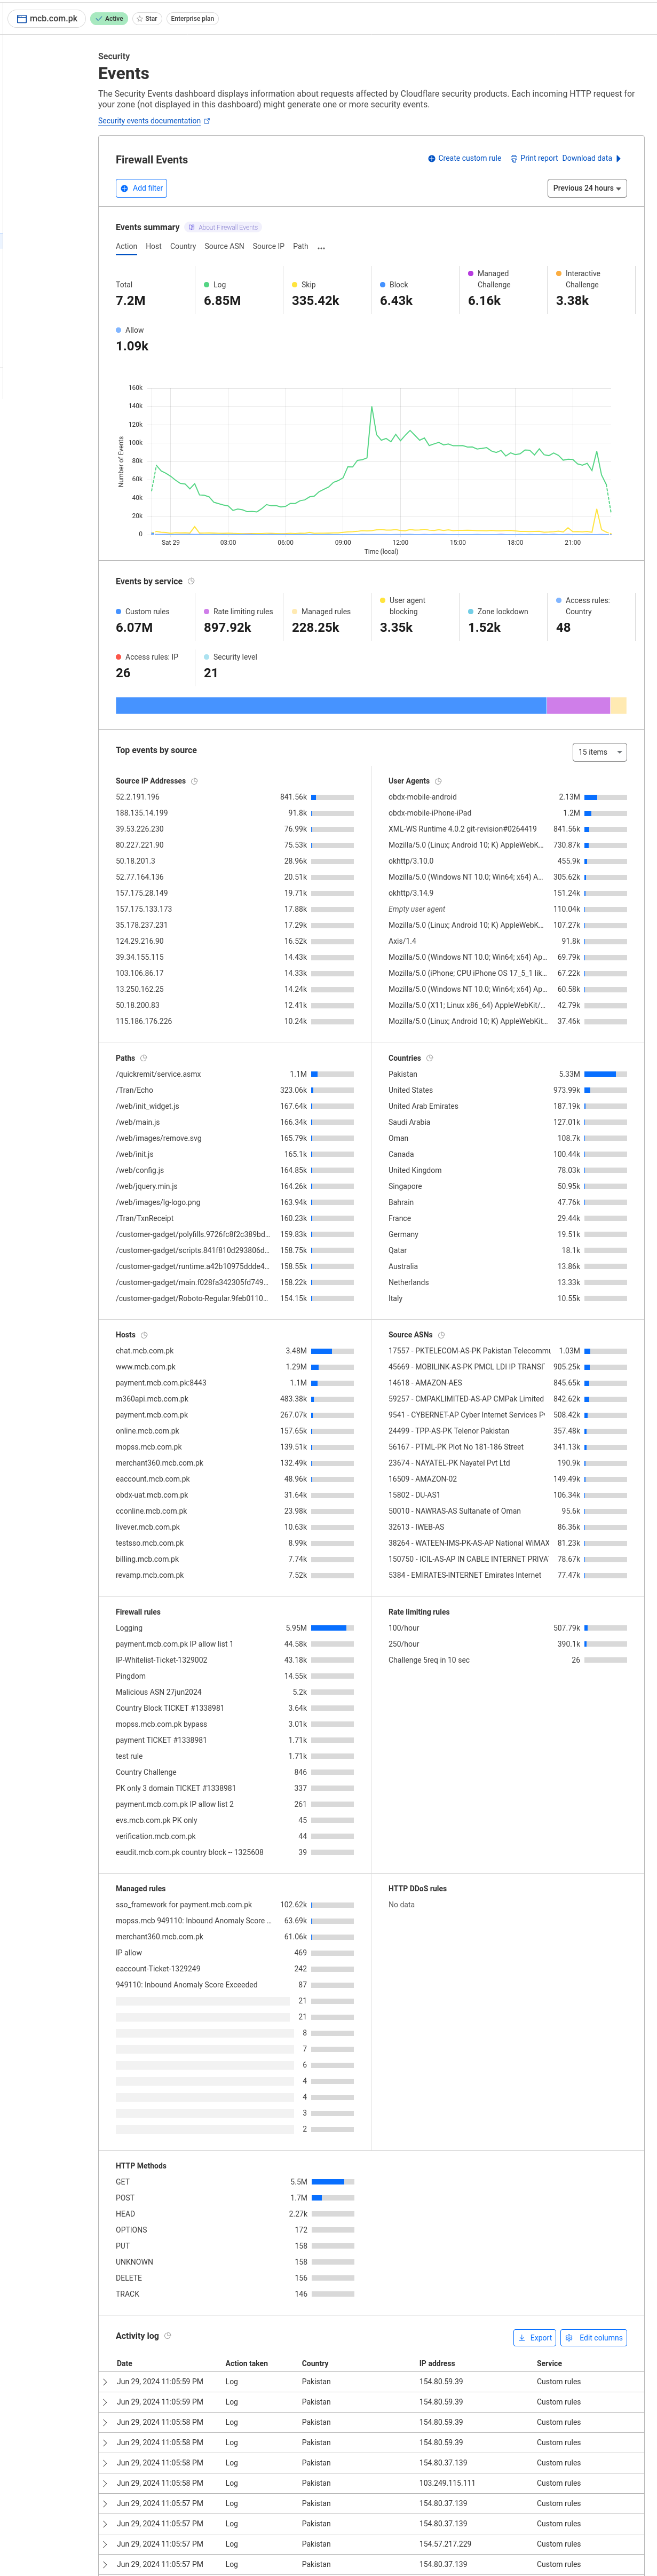 mcb.com.pk Active Star Enterprise plan
Security
Events
The Security Events dashboard displays information about requests affected by Cloudflare security products. Each incoming HTTP request for
your zone (not displayed in this dashboard) might generate one or more security events.
Security events documentation
Firewall Events Create custom rule Print report Download data
Add filter Previous 24 hours
Events summary About Firewall Events
Action Host Country Source ASN Source IP Path ...
Total Log Skip Block Managed Challenge Interactive Challenge
7.2M 6.85M 335.42k 6.43k 6.16k 3.38k
Allow
1.09k
160k
140k
120k
100k
80k
60k
40k
20k
0
Number of Events
Sat 29 03:00 06:00 09:00 12:00 15:00 18:00 21:00
Time (local)
Events by service
Custom rules Rate limiting rules Managed rules User agent blocking Zone lockdown Access rules: Country
6.07M 897.92k 228.25k 3.35k 1.52k 48
Access rules: IP Security level
26 21
Top events by source 15 items
Source IP Addresses
52.2.191.196 841.56k
188.135.14.199 91.8k
39.53.226.230 76.99k
80.227.221.90 75.53k
50.18.201.3 28.96k
52.77.164.136 20.51k
157.175.28.149 19.71k
157.175.133.173 17.88k
35.178.237.231 17.29k
124.29.216.90 16.52k
39.34.155.115 14.43k
103.106.86.17 14.33k
13.250.162.25 14.24k
50.18.200.83 12.41k
115.186.176.226 10.24k
User Agents
obdx-mobile-android 2.13M
obdx-mobile-iPhone-iPad 1.2M
XML-WS Runtime 4.0.2 git-revision#0264419 841.56k
Mozilla/5.0 (Linux; Android 10; K) AppleWebK... 730.87k
okhttp/3.10.0 455.9k
Mozilla/5.0 (Windows NT 10.0; Win64; x64) A... 305.62k
okhttp/3.14.9 151.24k
Empty user agent 110.04k
Mozilla/5.0 (Linux; Android 10; K) AppleWebK... 107.27k
Axis/1.4 91.8k
Mozilla/5.0 (Windows NT 10.0; Win64; x64) Ap... 69.79k
Mozilla/5.0 (iPhone; CPU iPhone OS 17_5_1 lik... 67.22k
Mozilla/5.0 (Windows NT 10.0; Win64; x64) Ap... 60.58k
Mozilla/5.0 (X11; Linux x86_64) AppleWebKit/... 42.79k
Mozilla/5.0 (Linux; Android 10; K) AppleWebKit... 37.46k
Paths
/quickremit/service.asmx 1.1M
/Tran/Echo 323.06k
/web/init_widget.js 167.64k
/web/main.js 166.34k
/web/images/remove.svg 165.79k
/web/init.js 165.1k
/web/config.js 164.85k
/web/jquery.min.js 164.26k
/web/images/lg-logo.png 163.94k
/Tran/TxnReceipt 160.23k
/customer-gadget/polyfills.9726fc8f2c389bd... 159.83k
/customer-gadget/scripts.841f810d293806d... 158.75k
/customer-gadget/runtime.a42b10975ddde4... 158.55k
/customer-gadget/main.f028fa342305fd749... 158.22k
/customer-gadget/Roboto-Regular.9feb0110... 154.15k
Countries
Pakistan 5.33M
United States 973.99k
United Arab Emirates 187.19k
Saudi Arabia 127.01k
Oman 108.7k
Canada 100.44k
United Kingdom 78.03k
Singapore 50.95k
Bahrain 47.76k
France 29.44k
Germany 19.51k
Qatar 18.1k
Australia 13.86k
Netherlands 13.33k
Italy 10.55k
Hosts
chat.mcb.com.pk 3.48M
www.mcb.com.pk 1.29M
payment.mcb.com.pk:8443 1.1M
m360api.mcb.com.pk 483.38k
payment.mcb.com.pk 267.07k
online.mcb.com.pk 157.65k
mopss.mcb.com.pk 139.51k
merchant360.mcb.com.pk 132.49k
eaccount.mcb.com.pk 48.96k
obdx-uat.mcb.com.pk 31.64k
cconline.mcb.com.pk 23.98k
livever.mcb.com.pk 10.63k
testsso.mcb.com.pk 8.99k
billing.mcb.com.pk 7.74k
revamp.mcb.com.pk 7.52k
Source ASNs
17557 - PKTELECOM-AS-PK Pakistan Telecommu 1.03M
45669 - MOBILINK-AS-PK PMCL LDI IP TRANSI 905.25k
14618 - AMAZON-AES 845.65k
59257 - CMPAKLIMITED-AS-AP CMPak Limited 842.62k
9541 - CYBERNET-AP Cyber Internet Services 508.42k
24499 - TPP-AS-PK Telenor Pakistan 357.48k
56167 - PTML-PK Plot No 181-186 Street 341.13k
23674 - NAYATEL-PK Nayatel Pvt Ltd 190.9k
16509 - AMAZON-02 149.49k
15802 - DU-AS1 106.34k
50010 - NAWRAS-AS Sultanate of Oman 95.6k
32613 - IWEB-AS 86.36k
38264 - WATEEN-IMS-PK-AS-AP National WiMAX 81.23k
150750 - ICIL-AS-AP IN CABLE INTERNET PRIVA 78.67k
5384 - EMIRATES-INTERNET Emirates Internet 77.47k
Firewall rules
Logging 5.95M
payment.mcb.com.pk IP allow list 1 44.58k
IP-Whitelist-Ticket-1329002 43.18k
Pingdom 14.55k
Malicious ASN 27jun2024 5.2k
Country Block TICKET #1338981 3.64k
mopss.mcb.com.pk bypass 3.01k
payment TICKET #1338981 1.71k
test rule 1.71k
Country Challenge 846
PK only 3 domain TICKET #1338981 337
payment.mcb.com.pk IP allow list 2 261
evs.mcb.com.pk PK only 45
verification.mcb.com.pk 44
eaudit.mcb.com.pk country block -- 1325608 39
Rate limiting rules
100/hour 507.79k
250/hour 390.1k
Challenge 5req in 10 sec 26
Managed rules
sso_framework for payment.mcb.com.pk 102.62k
mopss.mcb 949110: Inbound Anomaly Score ... 63.69k
merchant360.mcb.com.pk 61.06k
IP allow 469
eaccount-Ticket-1329249 242
949110: Inbound Anomaly Score Exceeded 87
21
21
8
7
6
4
4
3
2
HTTP DDoS rules
No data
HTTP Methods
GET 5.5M
POST 1.7M
HEAD 2.27k
OPTIONS 172
PUT 158
UNKNOWN 158
DELETE 156
TRACK 146
Activity log Export Edit columns
Date Action taken Country IP address Service
Jun 29, 2024 11:05:59 PM Log Pakistan 154.80.59.39 Custom rules
Jun 29, 2024 11:05:59 PM Log Pakistan 154.80.59.39 Custom rules
Jun 29, 2024 11:05:58 PM Log Pakistan 154.80.59.39 Custom rules
Jun 29, 2024 11:05:58 PM Log Pakistan 154.80.59.39 Custom rules
Jun 29, 2024 11:05:58 PM Log Pakistan 154.80.37.139 Custom rules
Jun 29, 2024 11:05:58 PM Log Pakistan 103.249.115.111 Custom rules
Jun 29, 2024 11:05:57 PM Log Pakistan 154.80.37.139 Custom rules
Jun 29, 2024 11:05:57 PM Log Pakistan 154.80.37.139 Custom rules
Jun 29, 2024 11:05:57 PM Log Pakistan 154.57.217.229 Custom rules
Jun 29, 2024 11:05:57 PM Log Pakistan 154.80.37.139 Custom rules